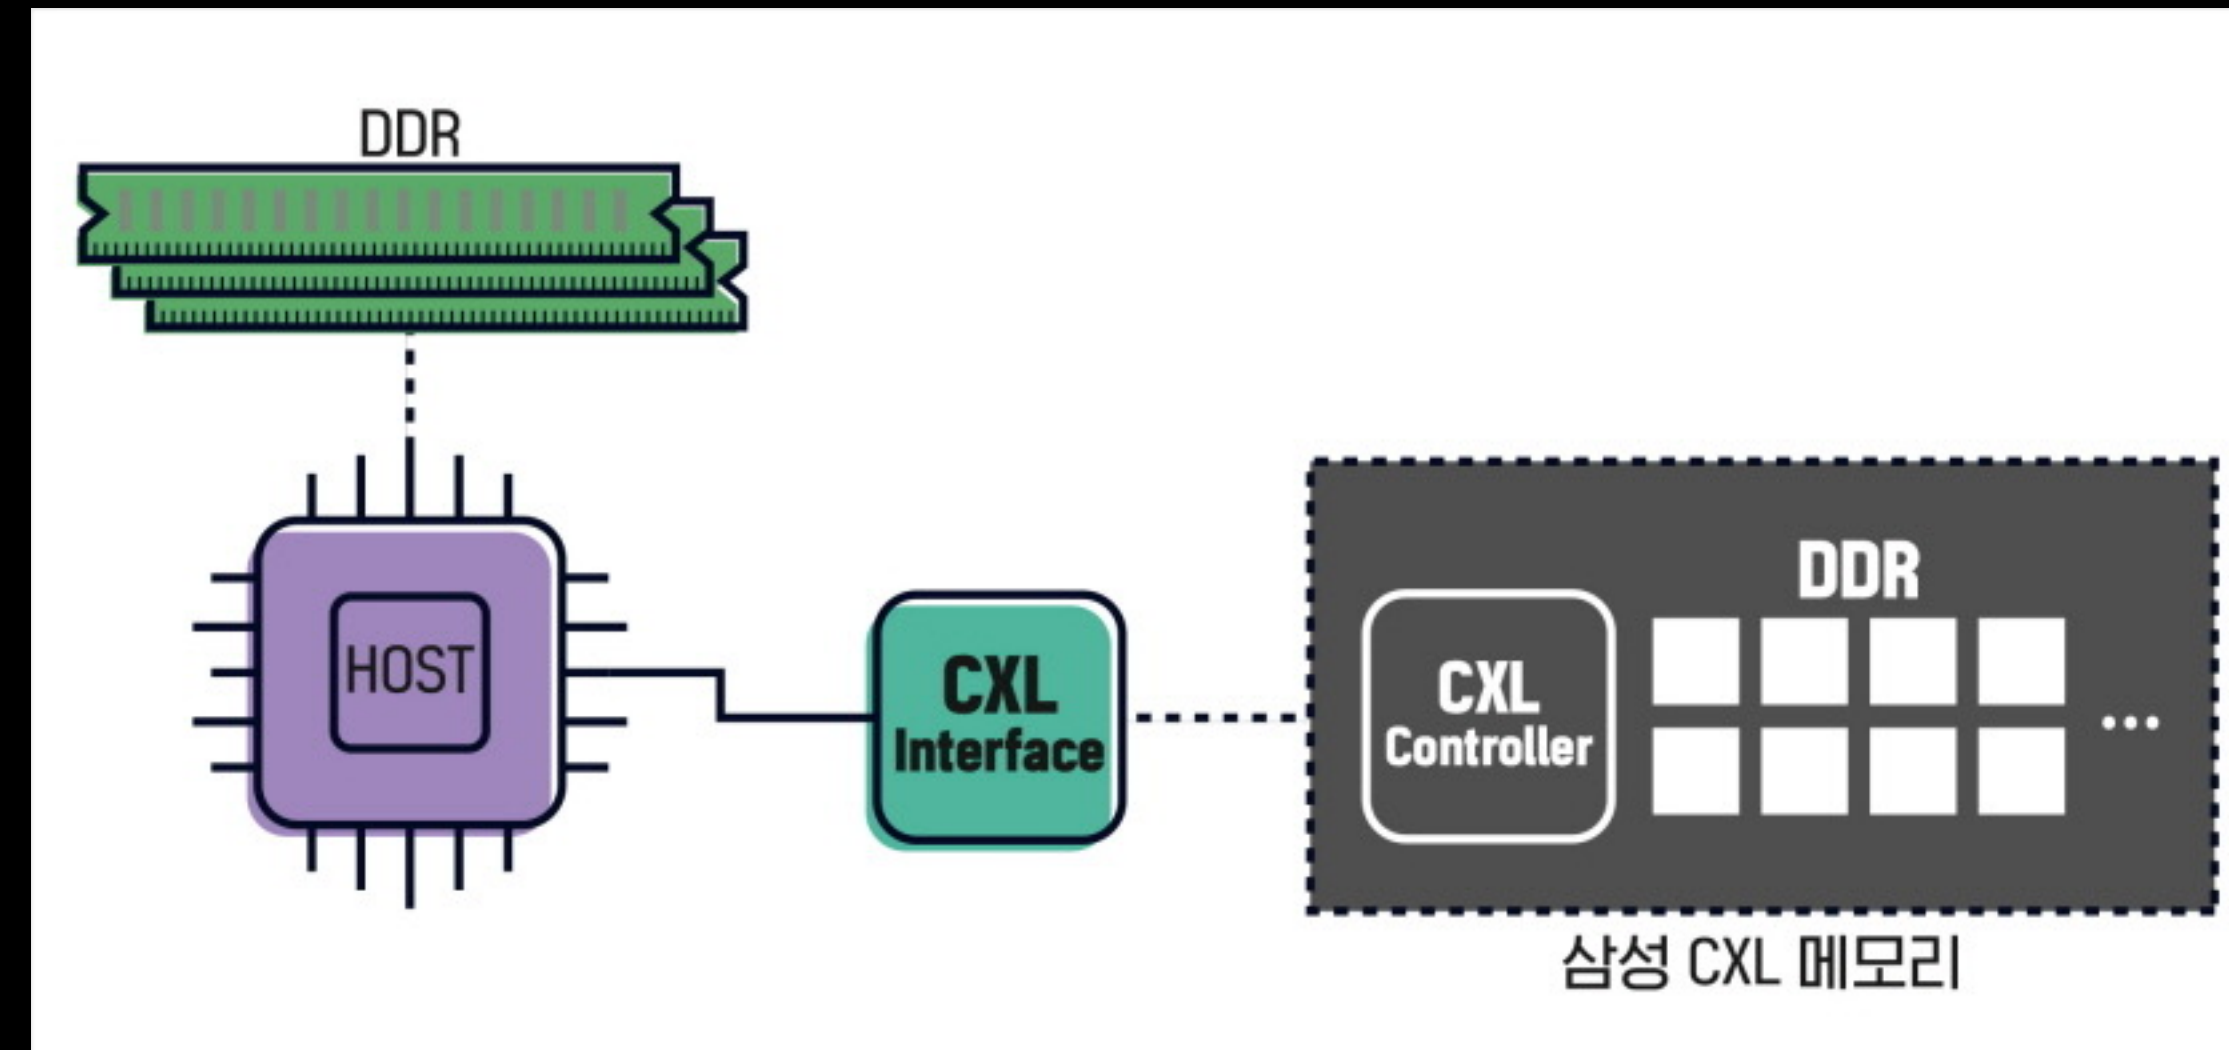 DDR
HOST
CXL
Interface
CXL
Controller
DDR
...
삼성 CXL 메모리